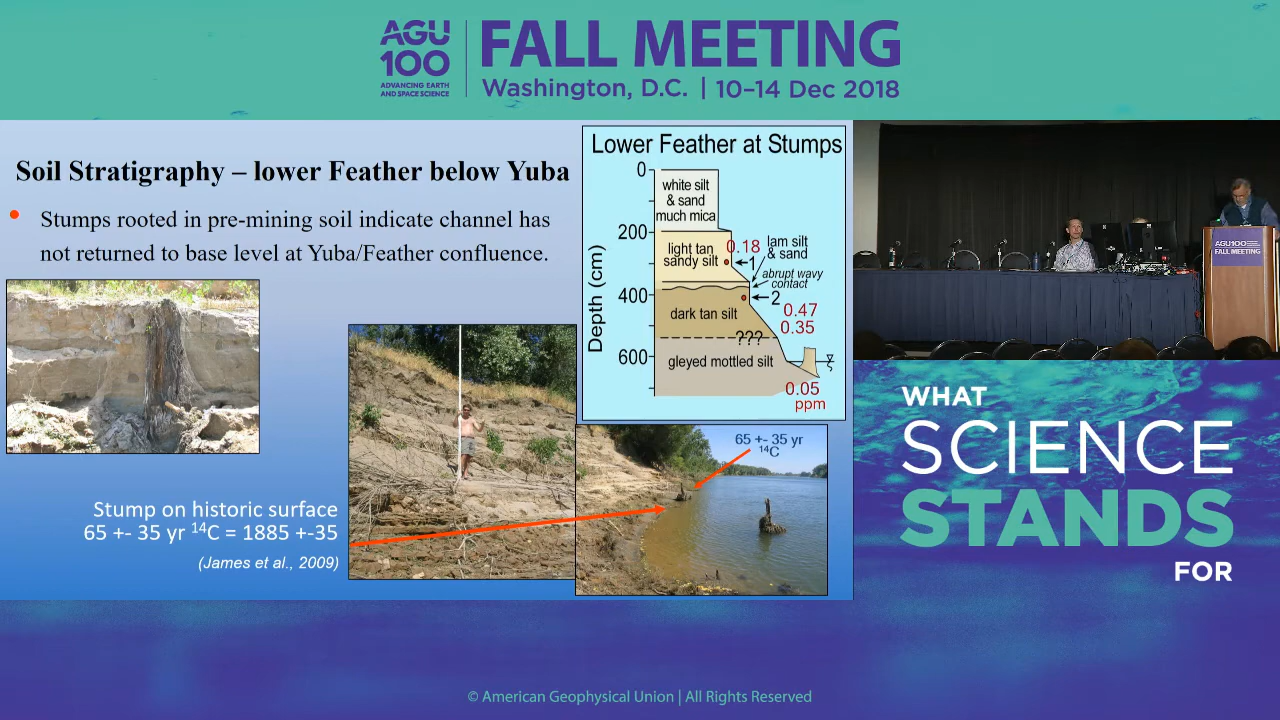 AGU
100
ADVANCING EARTH
AND SPACE SCIENCE
FALL MEETING
Washington, D.C. | 10–14 Dec 2018
Soil Stratigraphy – lower Feather below Yuba
• Stumps rooted in pre-mining soil indicate channel has
not returned to base level at Yuba/Feather confluence.
Lower Feather at Stumps
Depth (cm)
0
200
400
600
white silt
& sand
much mica
light tan
sandy silt
0.18
1
lam silt
& sand
abrupt wavy
contact
2
dark tan silt
0.47
0.35
???
gleyed mottled silt
0.05
ppm
65 +- 35 yr
14C
Stump on historic surface
65 +- 35 yr 14C = 1885 +-35
(James et al., 2009)
AGU100
FALL MEETING
WHAT
SCIENCE
STANDS
FOR
© American Geophysical Union | All Rights Reserved